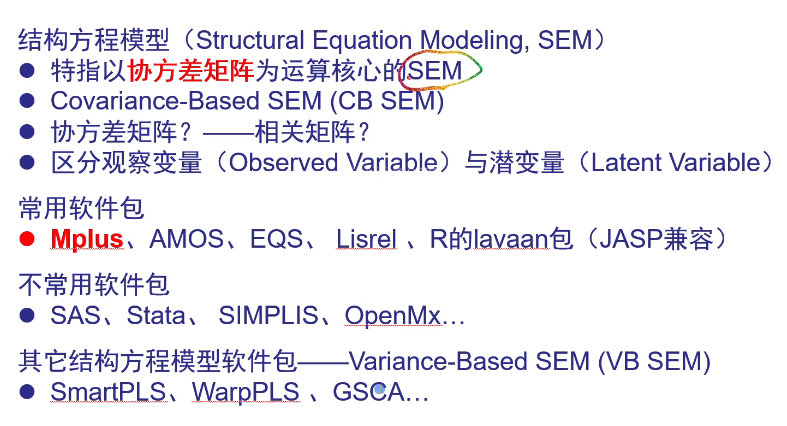 结构方程模型（Structural Equation Modeling, SEM）
● 特指以协方差矩阵为运算核心的SEM
● Covariance-Based SEM (CB SEM)
● 协方差矩阵？——相关矩阵？
● 区分观察变量（Observed Variable）与潜变量（Latent Variable）
常用软件包
● Mplus、AMOS、EQS、 Lisrel 、R的lavaan包（JASP兼容）
不常用软件包
● SAS、Stata、 SIMPLIS、OpenMx…
其它结构方程模型软件包——Variance-Based SEM (VB SEM)
● SmartPLS、WarpPLS 、GSCA…